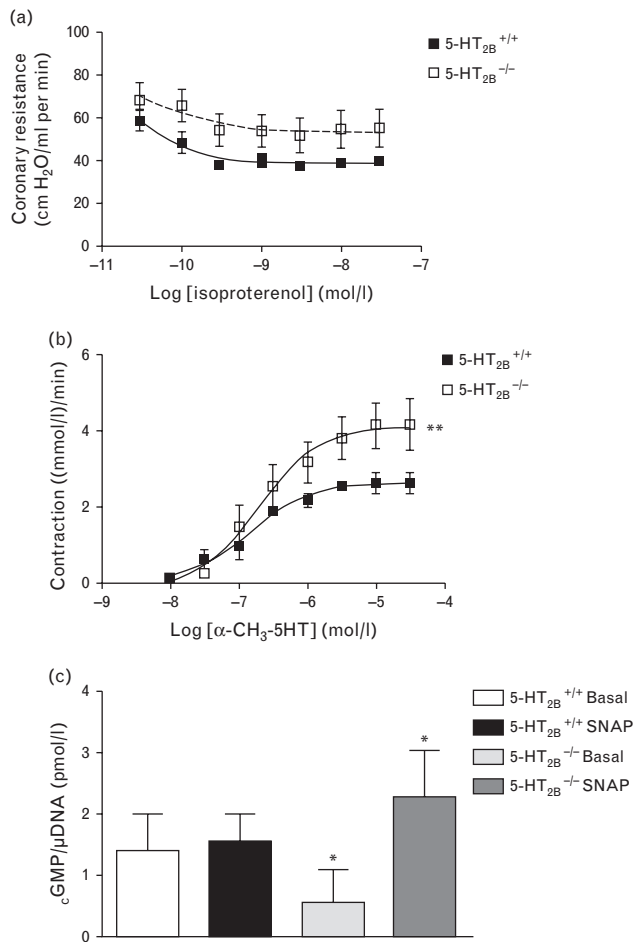 (a)
100
80
60
40
20
0
Coronary resistance
(cm H₂O/ml per min)
−11 −10 −9 −8 −7
Log [isoproterenol] (mol/l)
5-HT₂B⁺/⁺
5-HT₂B⁻/⁻
(b)
6
4
2
0
Contraction ((mmol/l)/min)
−9 −8 −7 −6 −5 −4
Log [α-CH₃-5HT] (mol/l)
5-HT₂B⁺/⁺
5-HT₂B⁻/⁻
**
(c)
4
3
2
1
0
cGMP/µDNA (pmol/l)
*
*
5-HT₂B⁺/⁺ Basal
5-HT₂B⁺/⁺ SNAP
5-HT₂B⁻/⁻ Basal
5-HT₂B⁻/⁻ SNAP